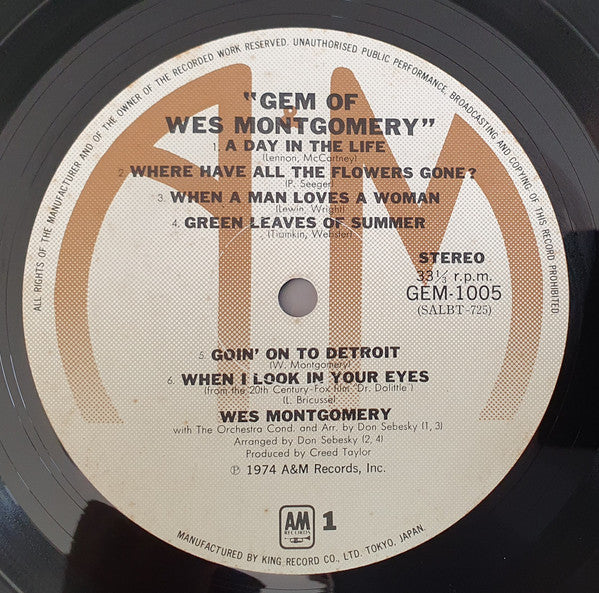 ALL RIGHTS OF THE MANUFACTURER AND OF THE OWNER OF THE RECORDED WORK RESERVED. UNAUTHORISED PUBLIC PERFORMANCE, BROADCASTING AND COPYING OF THIS RECORD PROHIBITED
"GEM OF
WES MONTGOMERY"
1. A DAY IN THE LIFE
(Lennon, McCartney)
2. WHERE HAVE ALL THE FLOWERS GONE?
(P. Seeger)
3. WHEN A MAN LOVES A WOMAN
(Lewin, Wright)
4. GREEN LEAVES OF SUMMER
(Tiomkin, Webster)
STEREO
33⅓ r.p.m.
GEM-1005
(SALBT-725)
5. GOIN' ON TO DETROIT
(W. Montgomery)
6. WHEN I LOOK IN YOUR EYES
(from the 20th Century-Fox film "Dr. Dolittle")
(L. Bricusse)
WES MONTGOMERY
with The Orchestra Cond. and Arr. by Don Sebesky (1, 3)
Arranged by Don Sebesky (2, 4)
Produced by Creed Taylor
℗ 1974 A&M Records, Inc.
AM
RECORDS
1
MANUFACTURED BY KING RECORD CO., LTD. TOKYO, JAPAN.